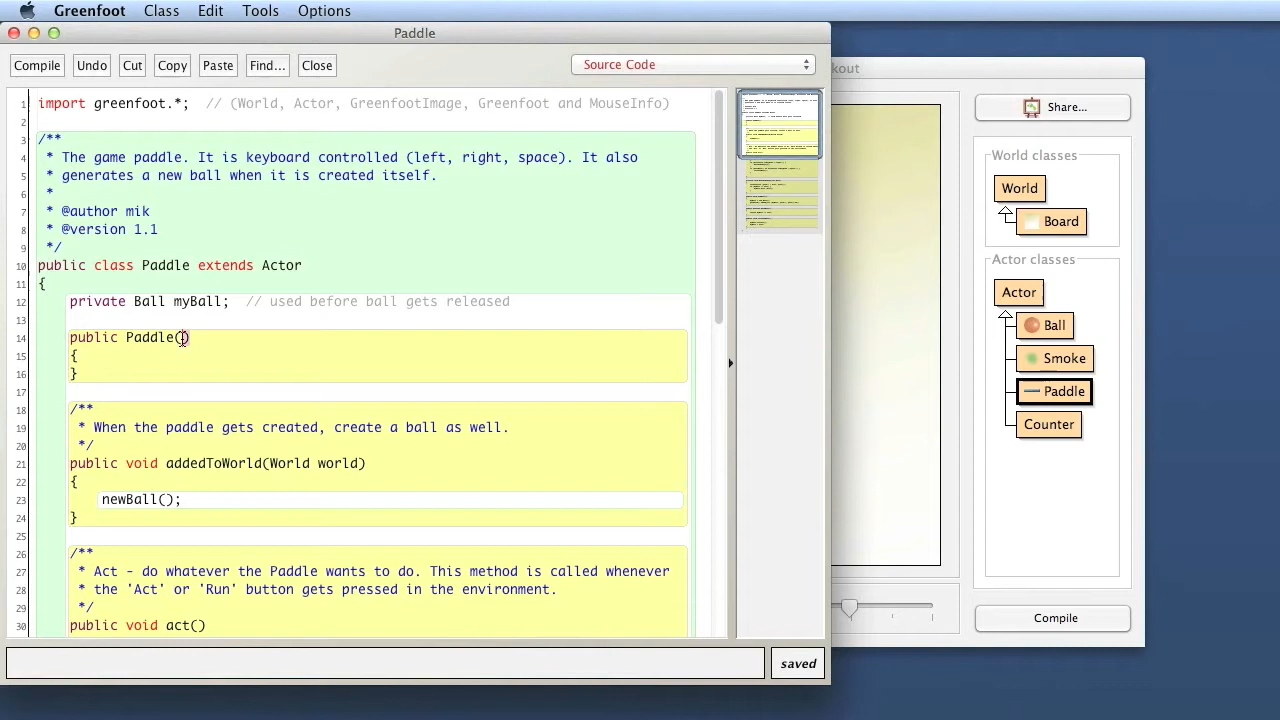 Greenfoot Class Edit Tools Options
Paddle
Compile Undo Cut Copy Paste Find... Close Source Code
1 import greenfoot.*;  // (World, Actor, GreenfootImage, Greenfoot and MouseInfo)
2
3 /**
4  * The game paddle. It is keyboard controlled (left, right, space). It also
5  * generates a new ball when it is created itself.
6  *
7  * @author mik
8  * @version 1.1
9  */
10 public class Paddle extends Actor
11 {
12 private Ball myBall;  // used before ball gets released
13
14 public Paddle()
15 {
16 }
17
18 /**
19  * When the paddle gets created, create a ball as well.
20  */
21 public void addedToWorld(World world)
22 {
23 newBall();
24 }
25
26 /**
27  * Act - do whatever the Paddle wants to do. This method is called whenever
28  * the 'Act' or 'Run' button gets pressed in the environment.
29  */
30 public void act()
saved
kout
Share...
World classes
World
Board
Actor classes
Actor
Ball
Smoke
Paddle
Counter
Compile